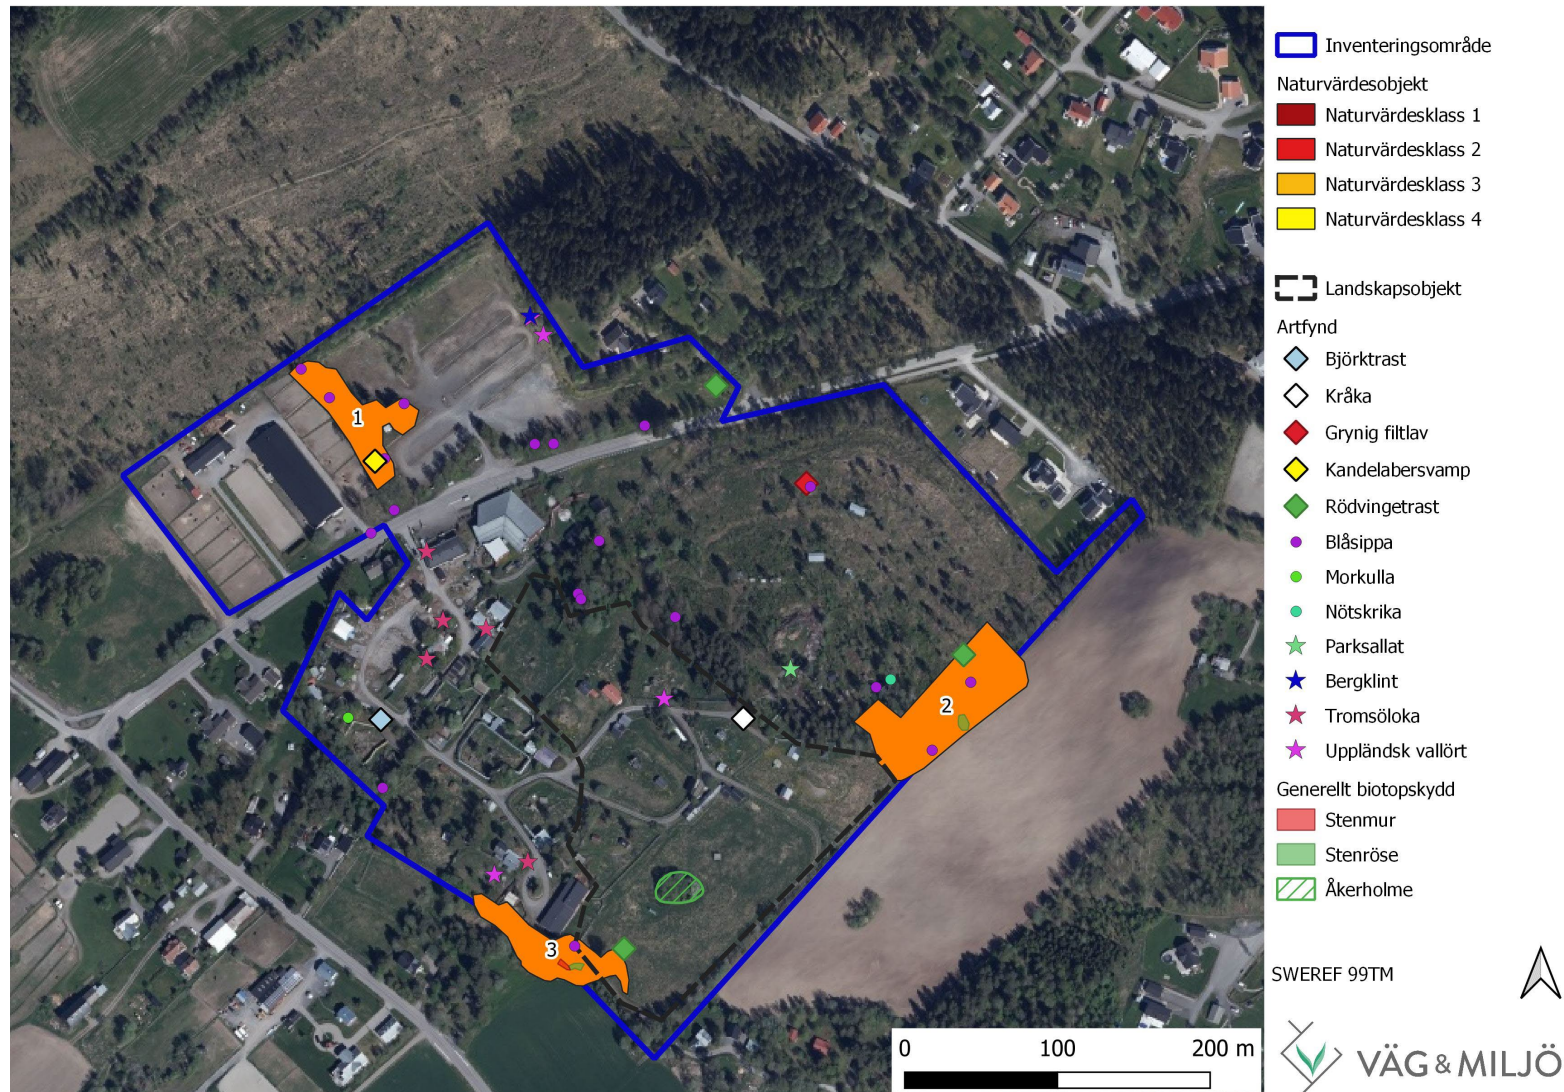 Inventeringsområde
Naturvärdesobjekt
Naturvärdesklass 1
Naturvärdesklass 2
Naturvärdesklass 3
Naturvärdesklass 4
Landskapsobjekt
Artfynd
Björktrast
Kråka
Grynig filtlav
Kandelabersvamp
Rödvingetrast
Blåsippa
Morkulla
Nötskrika
Parksallat
Bergklint
Tromsöloka
Uppländsk vallört
Generellt biotopskydd
Stenmur
Stenröse
Åkerholme
SWEREF 99TM
VÄG & MILJÖ
1
2
3
0 100 200 m